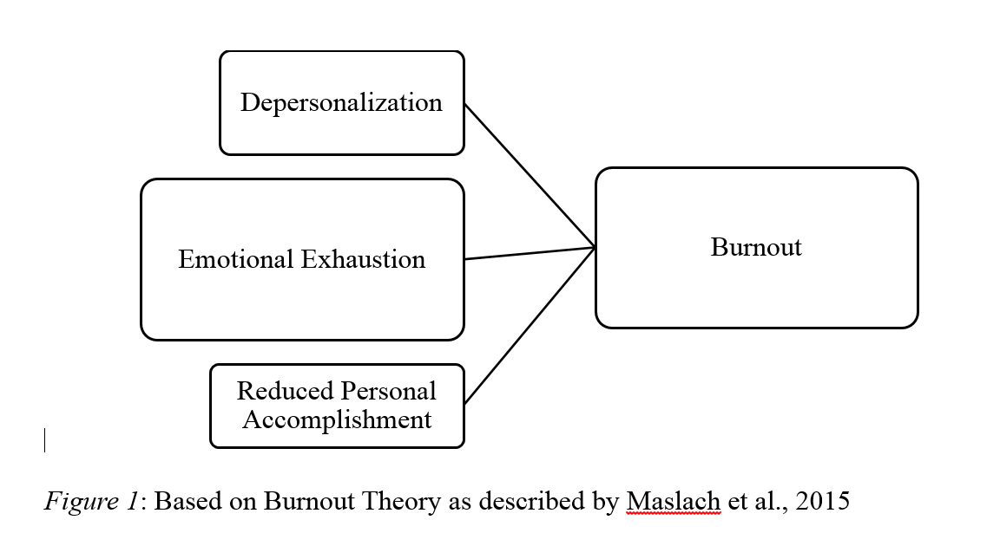 Depersonalization
Emotional Exhaustion
Burnout
Reduced Personal
Accomplishment
Figure 1: Based on Burnout Theory as described by Maslach et al., 2015